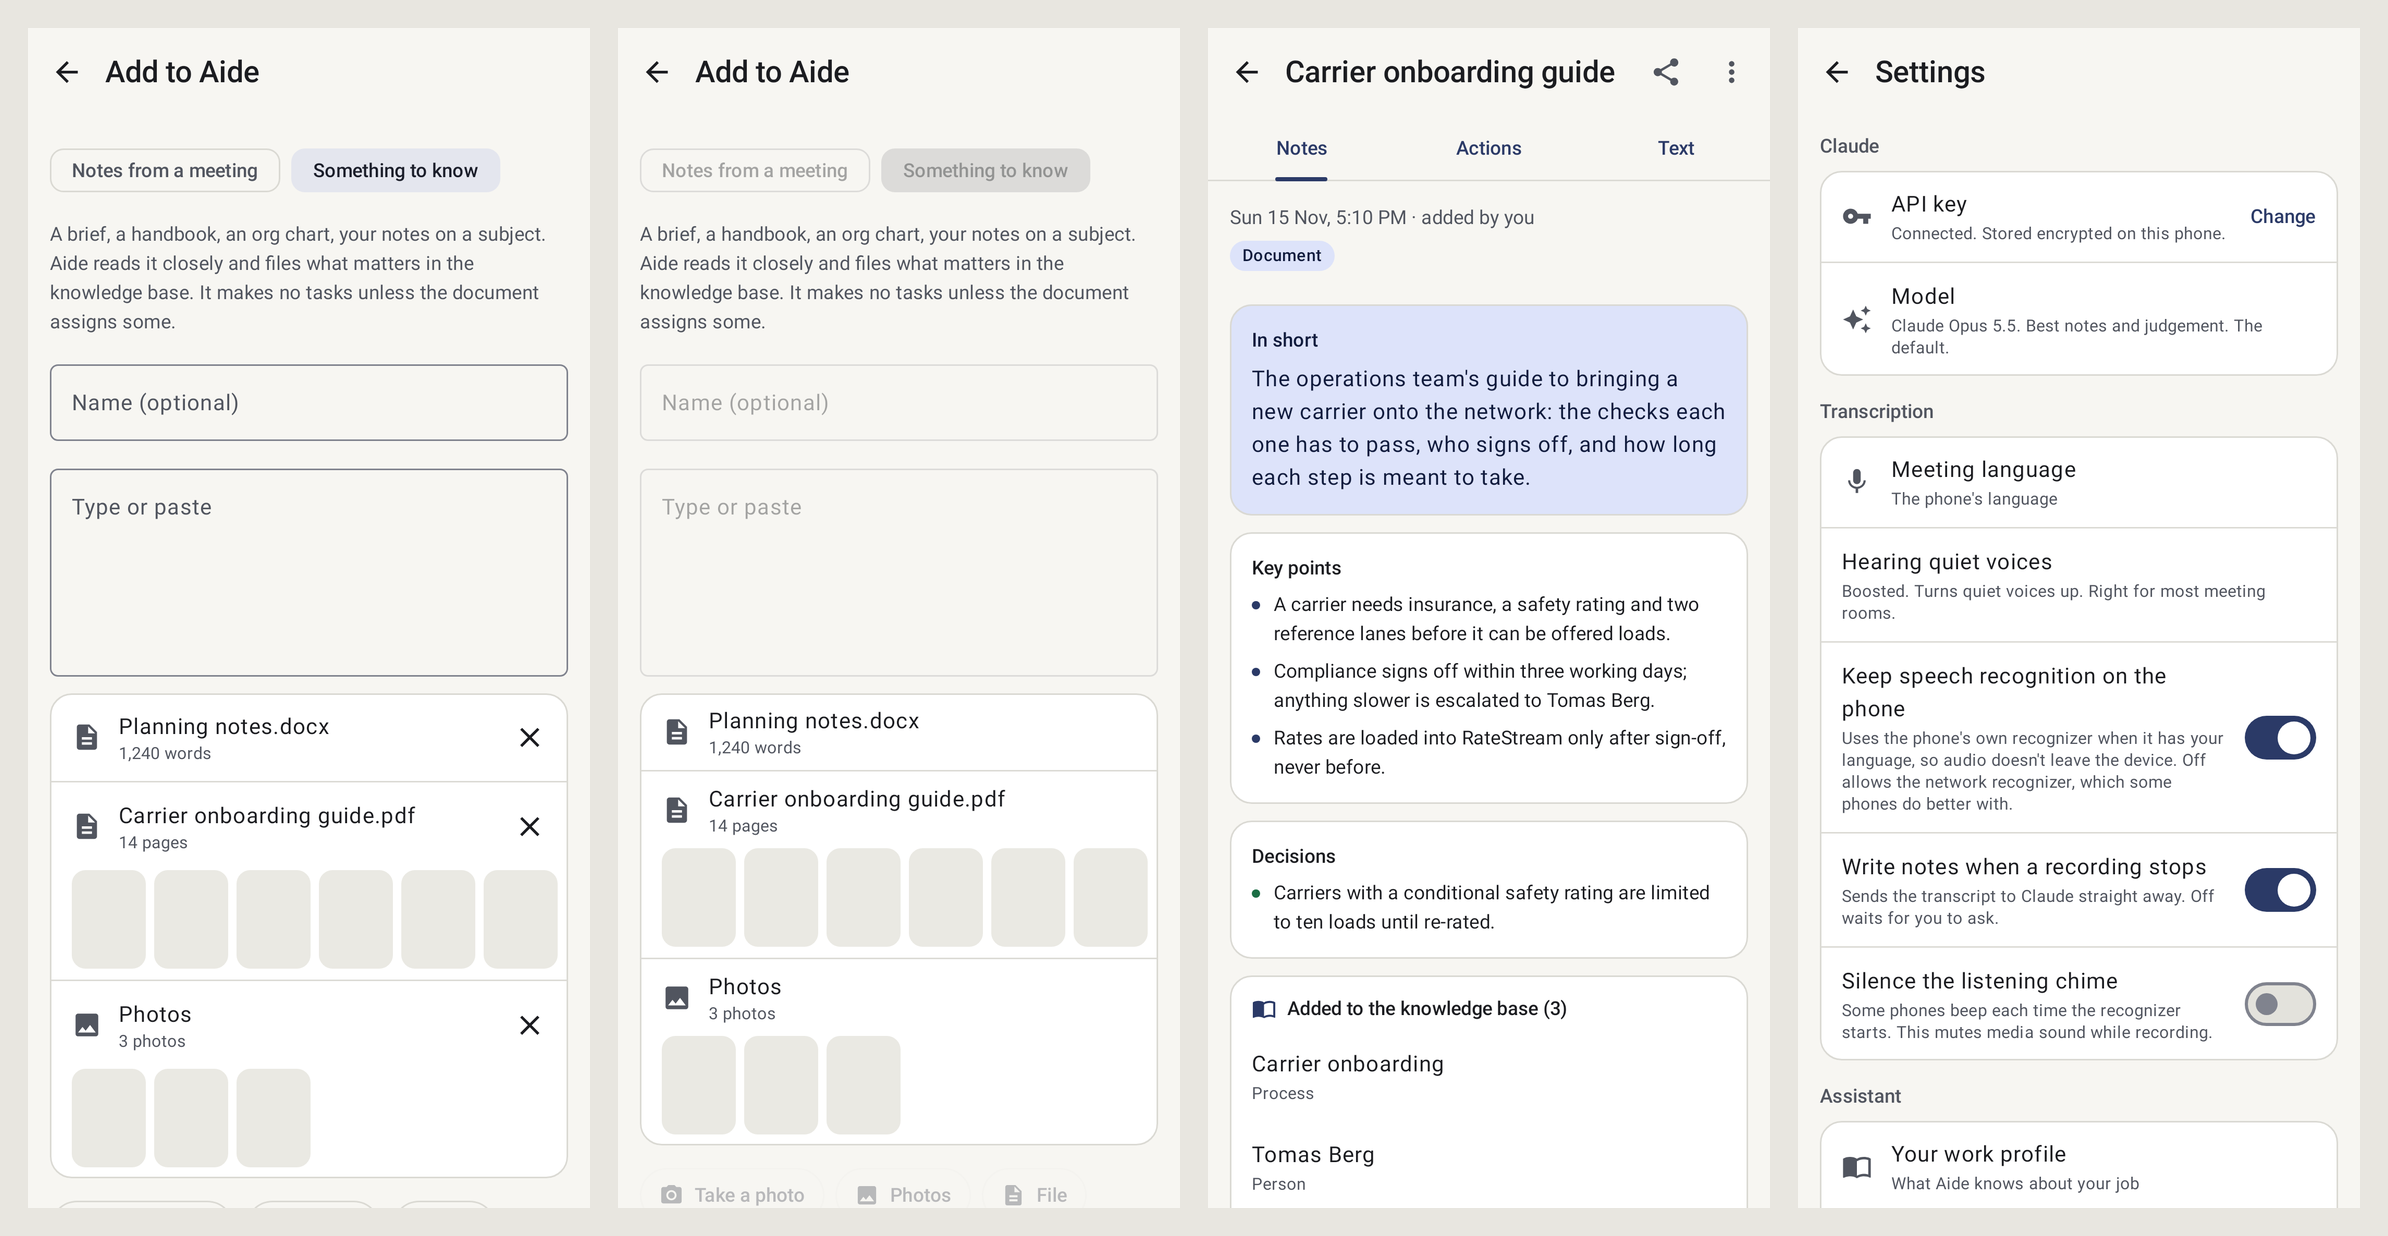 Add to Aide
Notes from a meeting
Something to know
A brief, a handbook, an org chart, your notes on a subject.
Aide reads it closely and files what matters in the
knowledge base. It makes no tasks unless the document
assigns some.
Name (optional)
Type or paste
Planning notes.docx
1,240 words
Carrier onboarding guide.pdf
14 pages
Photos
3 photos
Add to Aide
Notes from a meeting
Something to know
A brief, a handbook, an org chart, your notes on a subject.
Aide reads it closely and files what matters in the
knowledge base. It makes no tasks unless the document
assigns some.
Name (optional)
Type or paste
Planning notes.docx
1,240 words
Carrier onboarding guide.pdf
14 pages
Photos
3 photos
Take a photo
Photos
File
Carrier onboarding guide
Notes
Actions
Text
Sun 15 Nov, 5:10 PM · added by you
Document
In short
The operations team's guide to bringing a
new carrier onto the network: the checks each
one has to pass, who signs off, and how long
each step is meant to take.
Key points
A carrier needs insurance, a safety rating and two
reference lanes before it can be offered loads.
Compliance signs off within three working days;
anything slower is escalated to Tomas Berg.
Rates are loaded into RateStream only after sign-off,
never before.
Decisions
Carriers with a conditional safety rating are limited
to ten loads until re-rated.
Added to the knowledge base (3)
Carrier onboarding
Process
Tomas Berg
Person
Settings
Claude
API key
Connected. Stored encrypted on this phone.
Change
Model
Claude Opus 5.5. Best notes and judgement. The
default.
Transcription
Meeting language
The phone's language
Hearing quiet voices
Boosted. Turns quiet voices up. Right for most meeting
rooms.
Keep speech recognition on the
phone
Uses the phone's own recognizer when it has your
language, so audio doesn't leave the device. Off
allows the network recognizer, which some
phones do better with.
Write notes when a recording stops
Sends the transcript to Claude straight away. Off
waits for you to ask.
Silence the listening chime
Some phones beep each time the recognizer
starts. This mutes media sound while recording.
Assistant
Your work profile
What Aide knows about your job